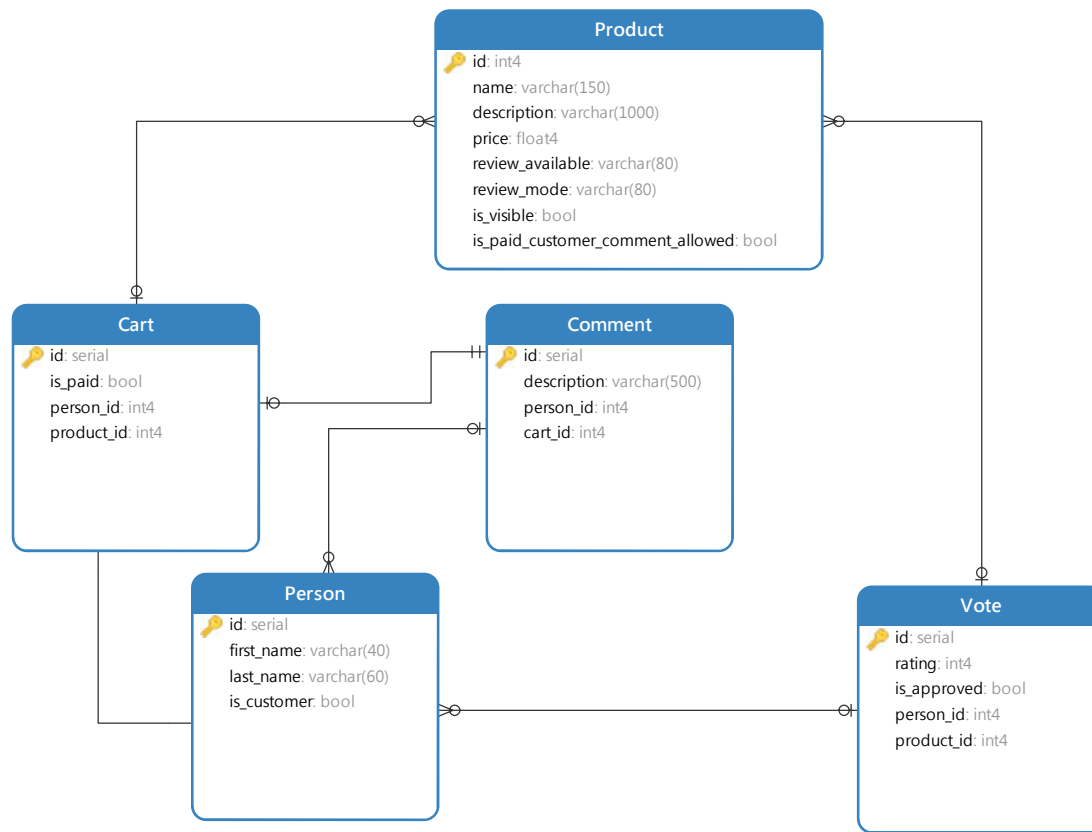 Product
id: int4
name: varchar(150)
description: varchar(1000)
price: float4
review_available: varchar(80)
review_mode: varchar(80)
is_visible: bool
is_paid_customer_comment_allowed: bool
Cart
id: serial
is_paid: bool
person_id: int4
product_id: int4
Comment
id: serial
description: varchar(500)
person_id: int4
cart_id: int4
Person
id: serial
first_name: varchar(40)
last_name: varchar(60)
is_customer: bool
Vote
id: serial
rating: int4
is_approved: bool
person_id: int4
product_id: int4